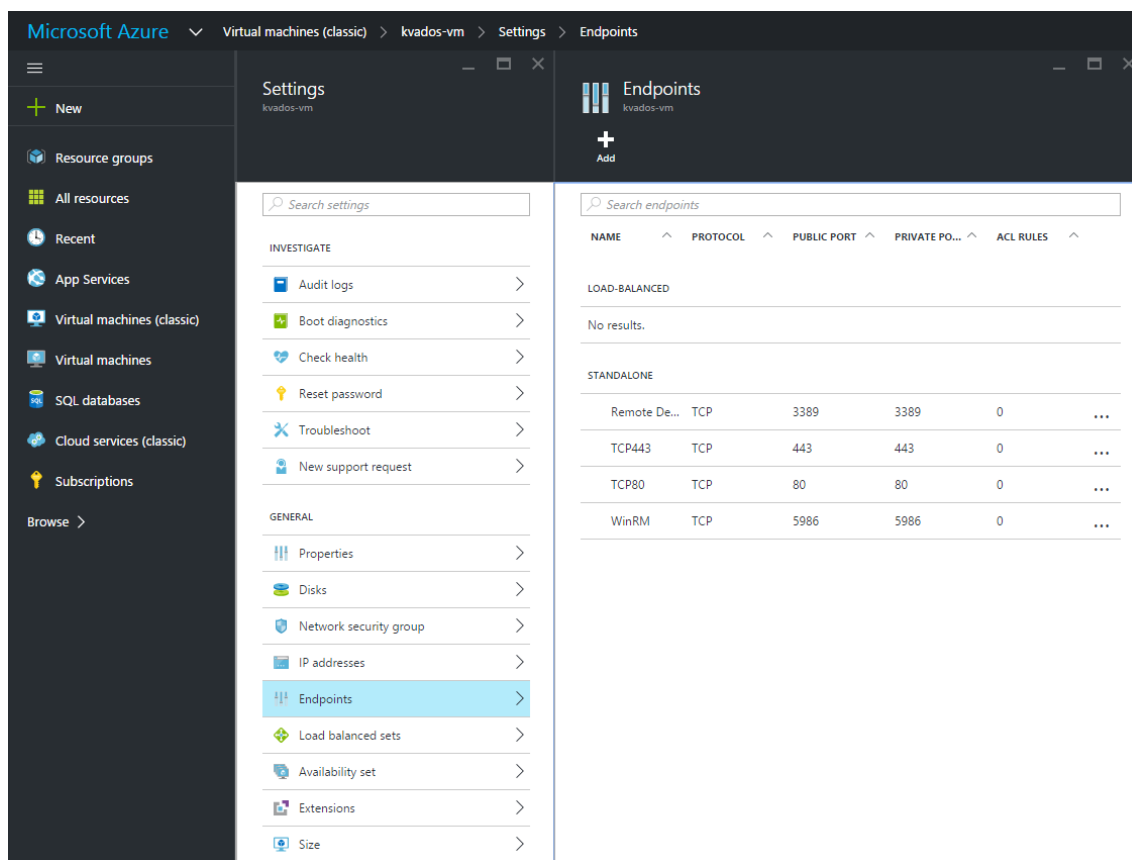 Microsoft Azure Virtual machines (classic) > kvados-vm > Settings > Endpoints
New
Resource groups
All resources
Recent
App Services
Virtual machines (classic)
Virtual machines
SQL databases
Cloud services (classic)
Subscriptions
Browse >
Settings
kvados-vm
Search settings
INVESTIGATE
Audit logs
Boot diagnostics
Check health
Reset password
Troubleshoot
New support request
GENERAL
Properties
Disks
Network security group
IP addresses
Endpoints
Load balanced sets
Availability set
Extensions
Size
Endpoints
kvados-vm
Add
Search endpoints
NAME PROTOCOL PUBLIC PORT PRIVATE PO... ACL RULES
LOAD-BALANCED
No results.
STANDALONE
Remote De... TCP 3389 3389 0 ...
TCP443 TCP 443 443 0 ...
TCP80 TCP 80 80 0 ...
WinRM TCP 5986 5986 0 ...